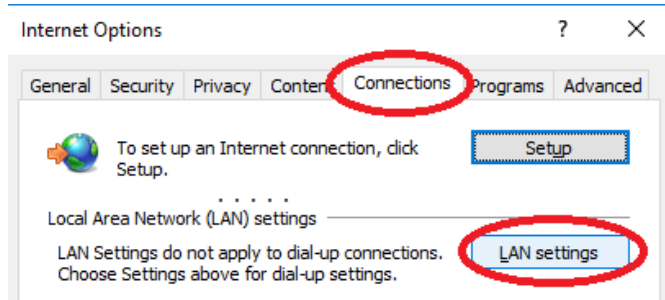 Internet Options ? X
General Security Privacy Content Connections Programs Advanced
To set up an Internet connection, click
Setup.
Setup
. . . . .
Local Area Network (LAN) settings
LAN Settings do not apply to dial-up connections.
Choose Settings above for dial-up settings.
LAN settings